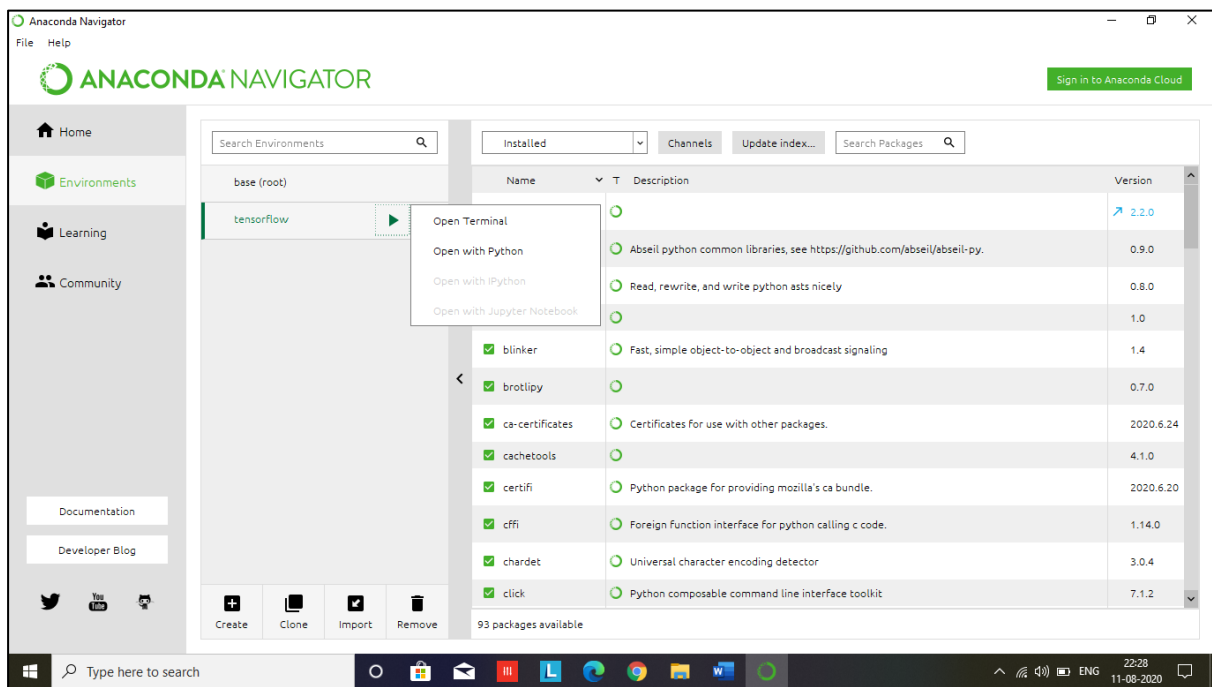 Anaconda Navigator
File Help
ANACONDA NAVIGATOR
Sign in to Anaconda Cloud
Home
Environments
Learning
Community
Documentation
Developer Blog
You
Tube
Search Environments
base (root)
tensorflow
Open Terminal
Open with Python
Open with IPython
Open with Jupyter Notebook
Create Clone Import Remove
Installed Channels Update index... Search Packages
Name T Description Version
2.2.0
Abseil python common libraries, see https://github.com/abseil/abseil-py. 0.9.0
Read, rewrite, and write python asts nicely 0.8.0
1.0
blinker Fast, simple object-to-object and broadcast signaling 1.4
brotlipy 0.7.0
ca-certificates Certificates for use with other packages. 2020.6.24
cachetools 4.1.0
certifi Python package for providing mozilla's ca bundle. 2020.6.20
cffi Foreign function interface for python calling c code. 1.14.0
chardet Universal character encoding detector 3.0.4
click Python composable command line interface toolkit 7.1.2
93 packages available
Type here to search
L
W
ENG
22:28
11-08-2020